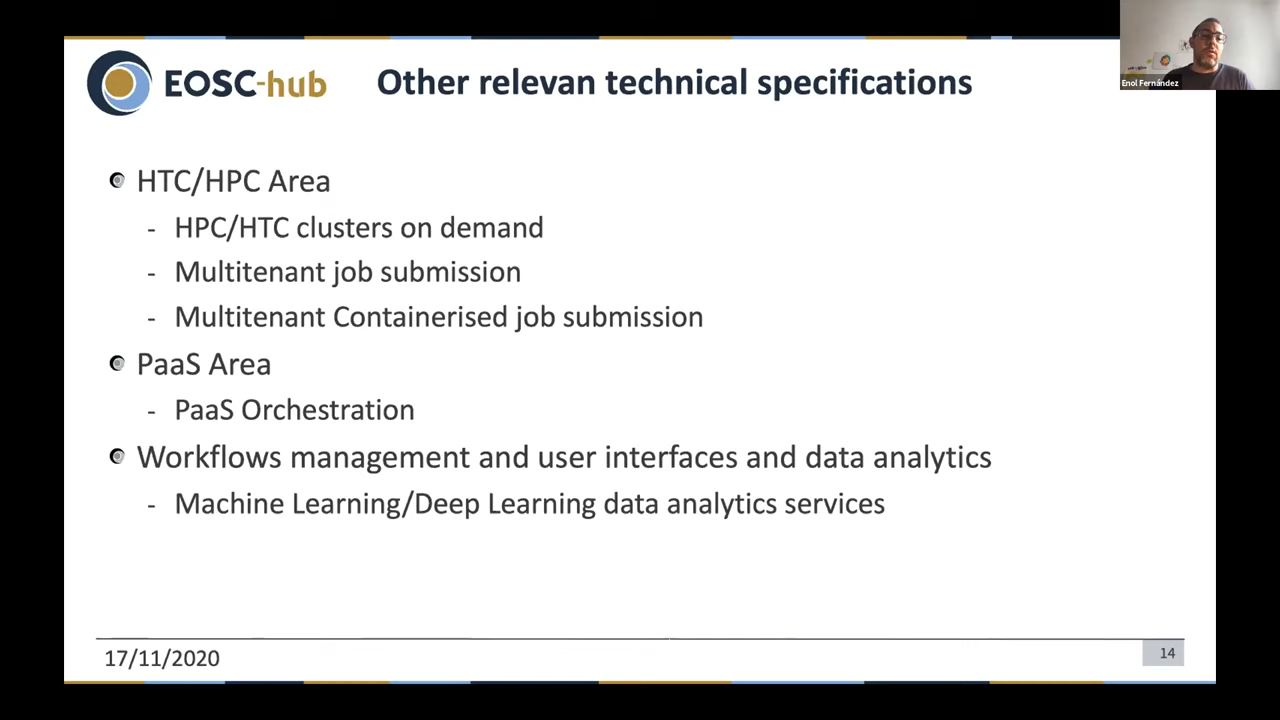 EOSC-hub
Other relevan technical specifications
Enol Fernández
HTC/HPC Area
- HPC/HTC clusters on demand
- Multitenant job submission
- Multitenant Containerised job submission
PaaS Area
- PaaS Orchestration
Workflows management and user interfaces and data analytics
- Machine Learning/Deep Learning data analytics services
17/11/2020
14